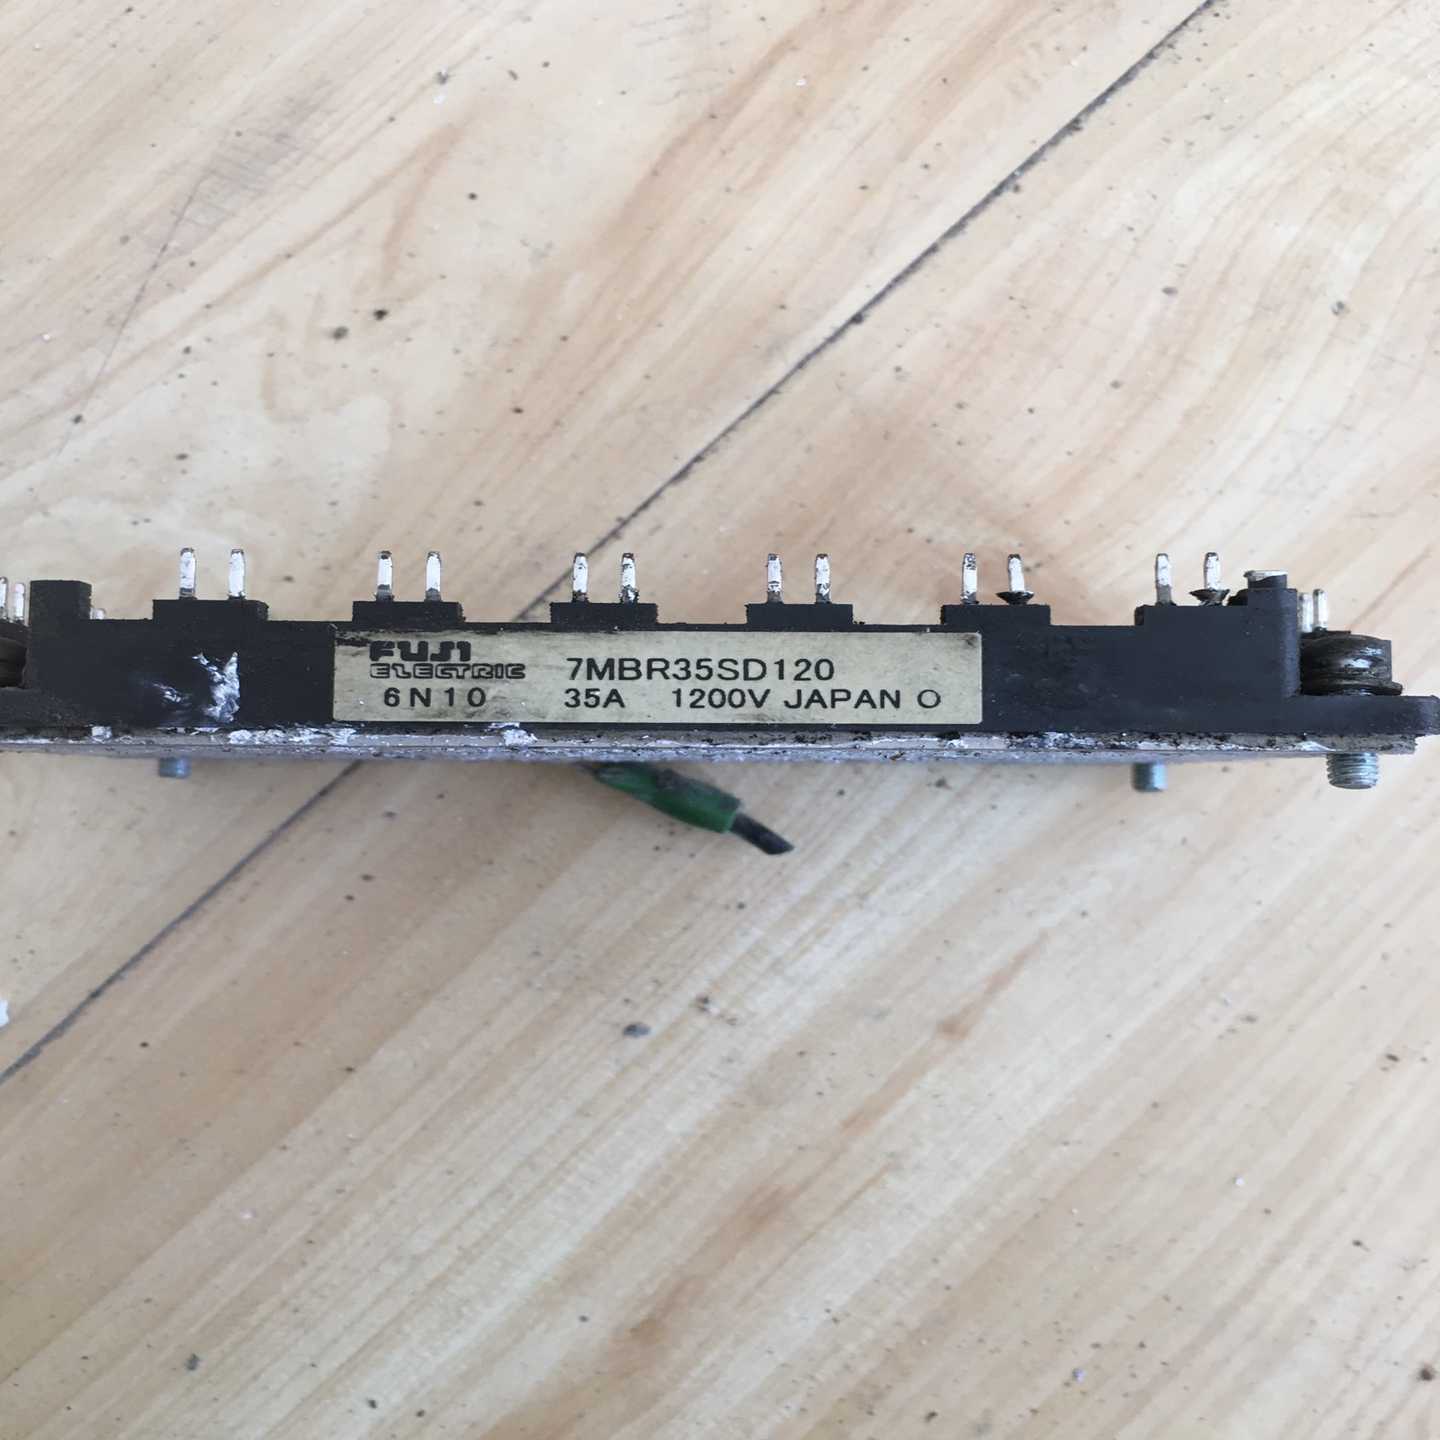 FUJI
ELECTRIC 7MBR35SD120
6N10 35A 1200V JAPAN O